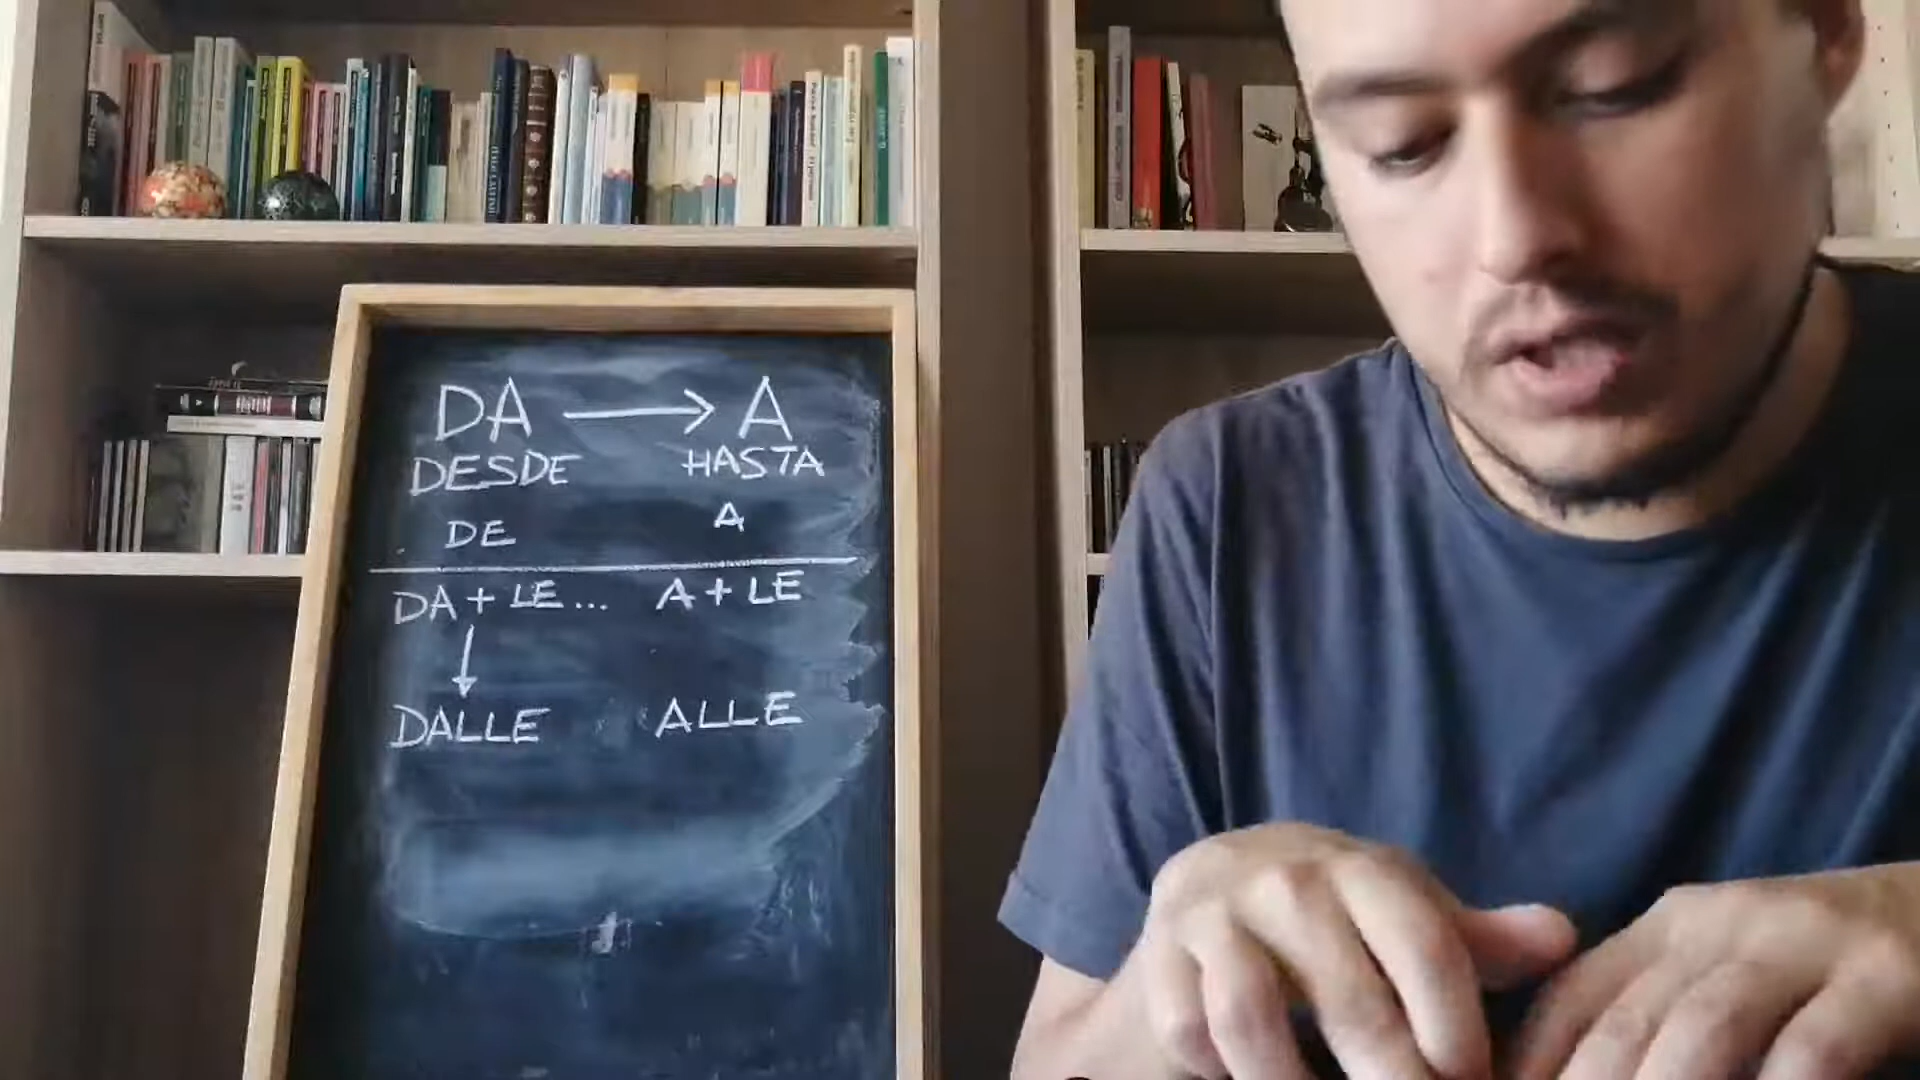 DA → A
DESDE HASTA
DE A
DA + LE... A + LE
↓
DALLE ALLE